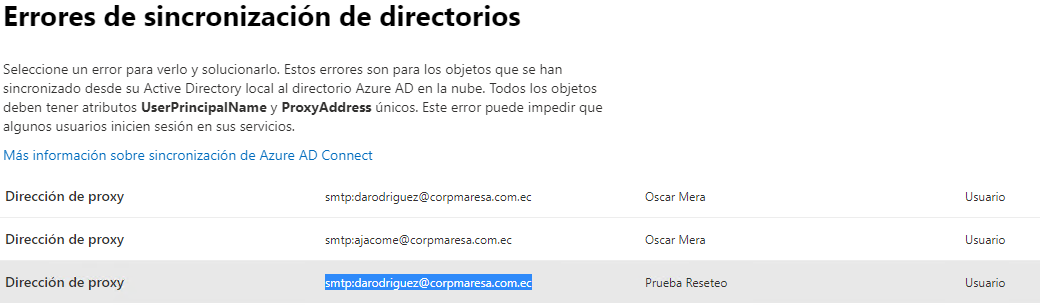 Errores de sincronización de directorios
Seleccione un error para verlo y solucionarlo. Estos errores son para los objetos que se han
sincronizado desde su Active Directory local al directorio Azure AD en la nube. Todos los objetos
deben tener atributos UserPrincipalName y ProxyAddress únicos. Este error puede impedir que
algunos usuarios inicien sesión en sus servicios.
Más información sobre sincronización de Azure AD Connect
Dirección de proxy smtp:darodriguez@corpmaresa.com.ec Oscar Mera Usuario
Dirección de proxy smtp:ajacome@corpmaresa.com.ec Oscar Mera Usuario
Dirección de proxy smtp:darodriguez@corpmaresa.com.ec Prueba Reseteo Usuario